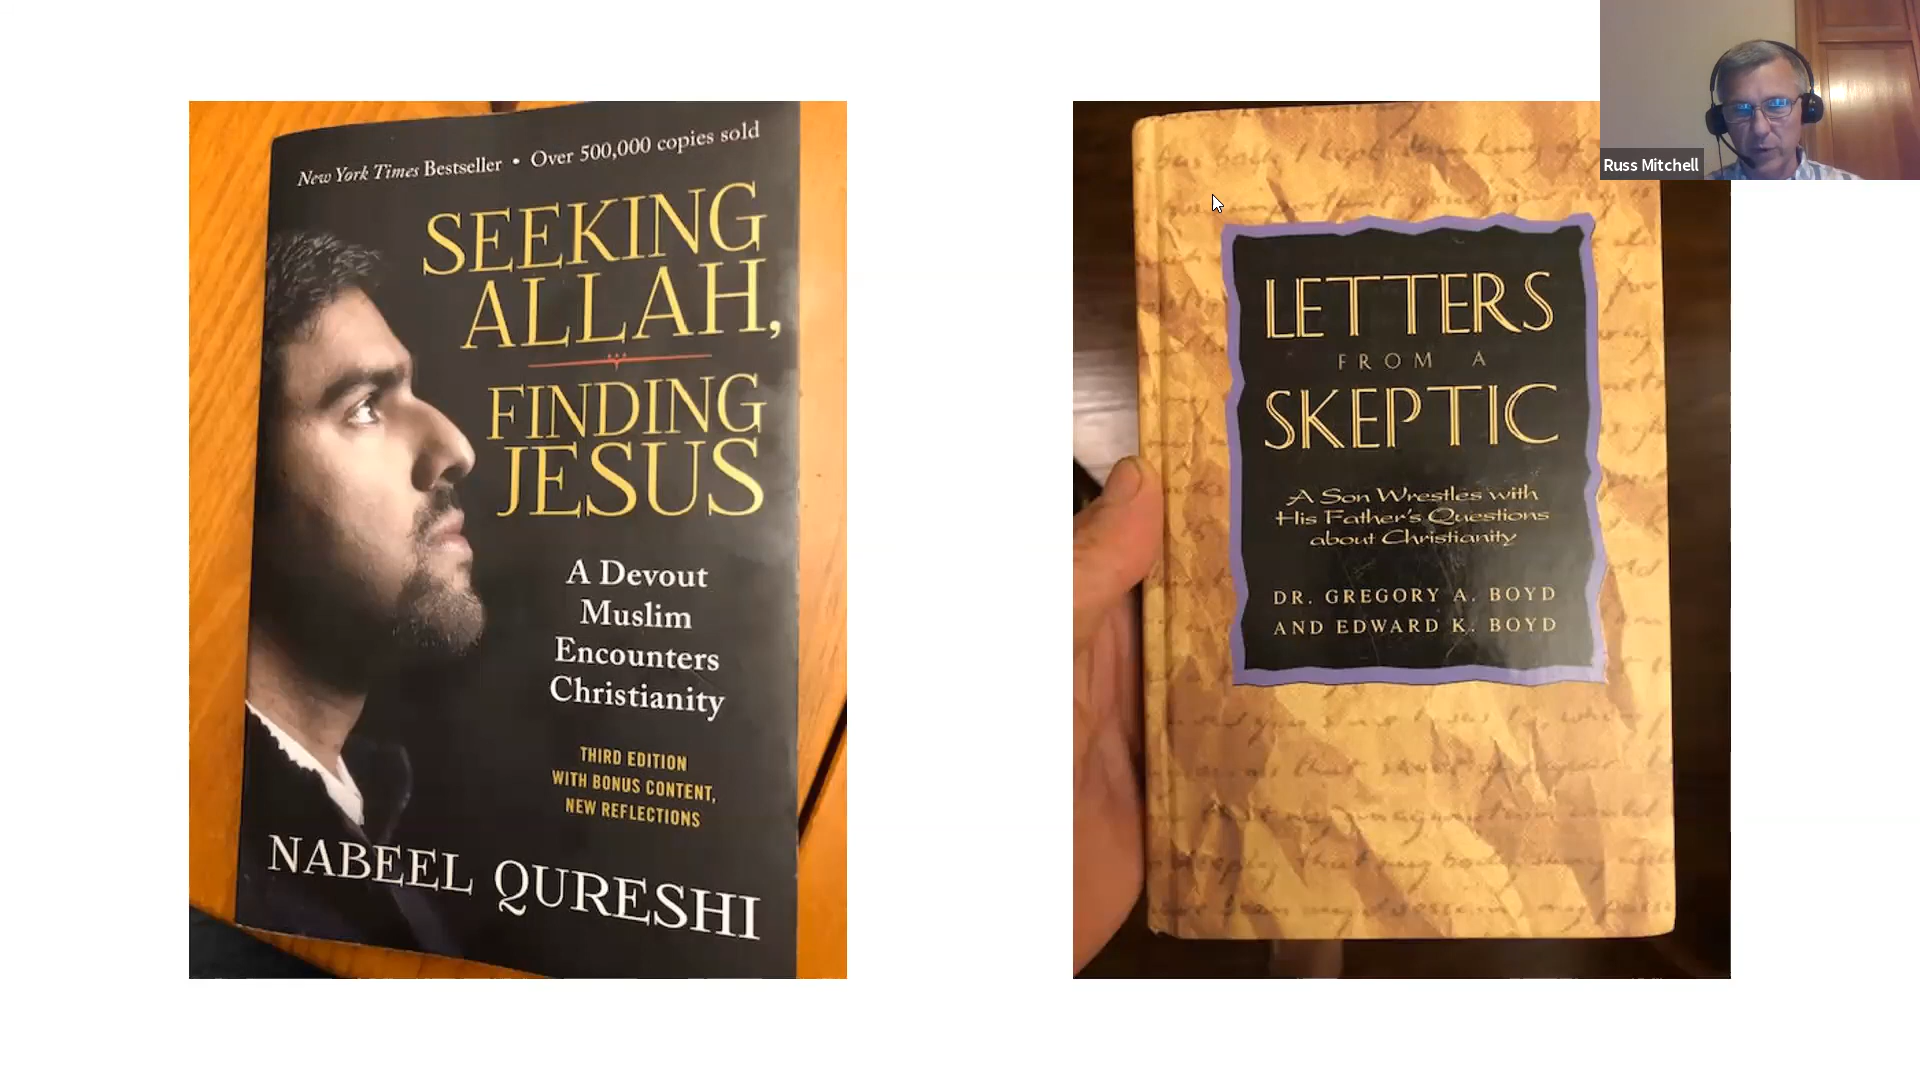 New York Times Bestseller • Over 500,000 copies sold
SEEKING
ALLAH,
FINDING
JESUS
A Devout
Muslim
Encounters
Christianity
THIRD EDITION
WITH BONUS CONTENT,
NEW REFLECTIONS
NABEEL QURESHI
LETTERS
FROM A
SKEPTIC
A Son Wrestles with
His Father's Questions
about Christianity
DR. GREGORY A. BOYD
AND EDWARD K. BOYD
Russ Mitchell